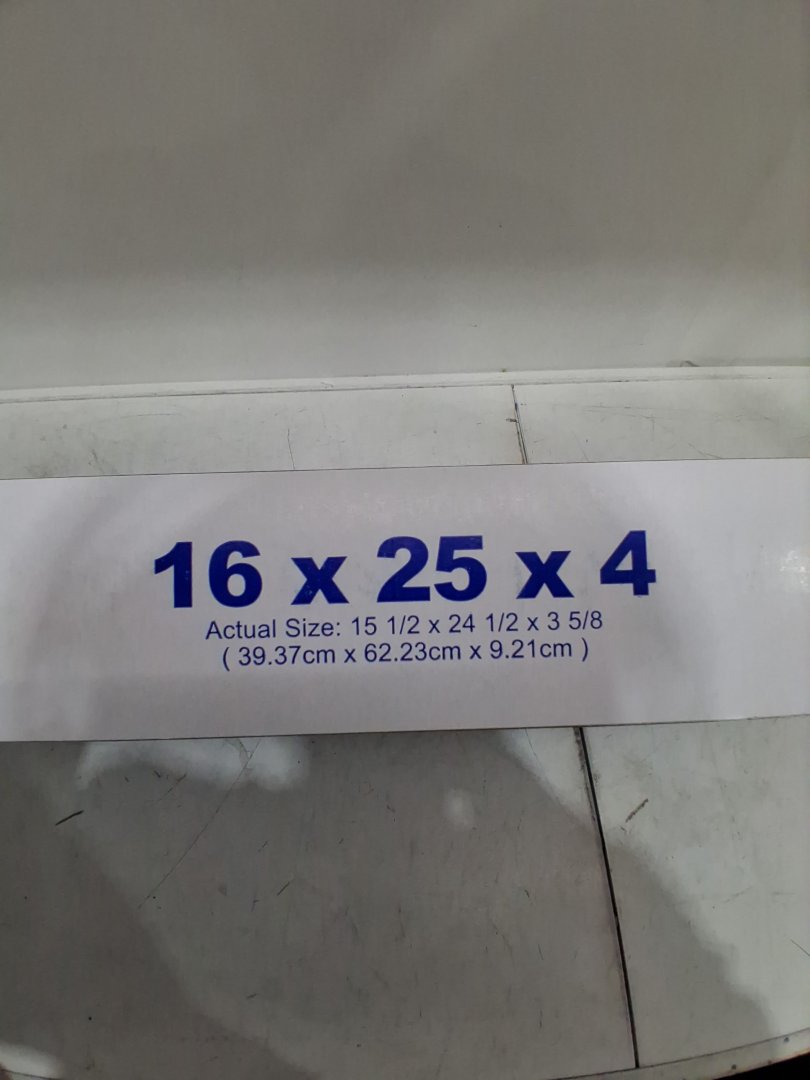 16 x 25 x 4
Actual Size: 15 1/2 x 24 1/2 x 3 5/8
( 39.37cm x 62.23cm x 9.21cm )